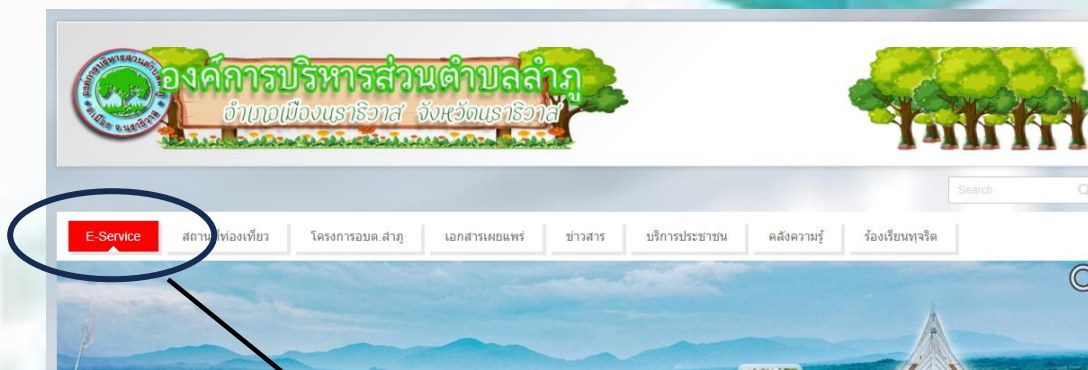 องค์การบริหารส่วนตำบลลำภู
อำเภอเมืองนราธิวาส จังหวัดนราธิวาส
Search
E-Service สถานที่ท่องเที่ยว โครงการอบต.ลำภู เอกสารเผยแพร่ ข่าวสาร บริการประชาชน คลังความรู้ ร้องเรียนทุจริต